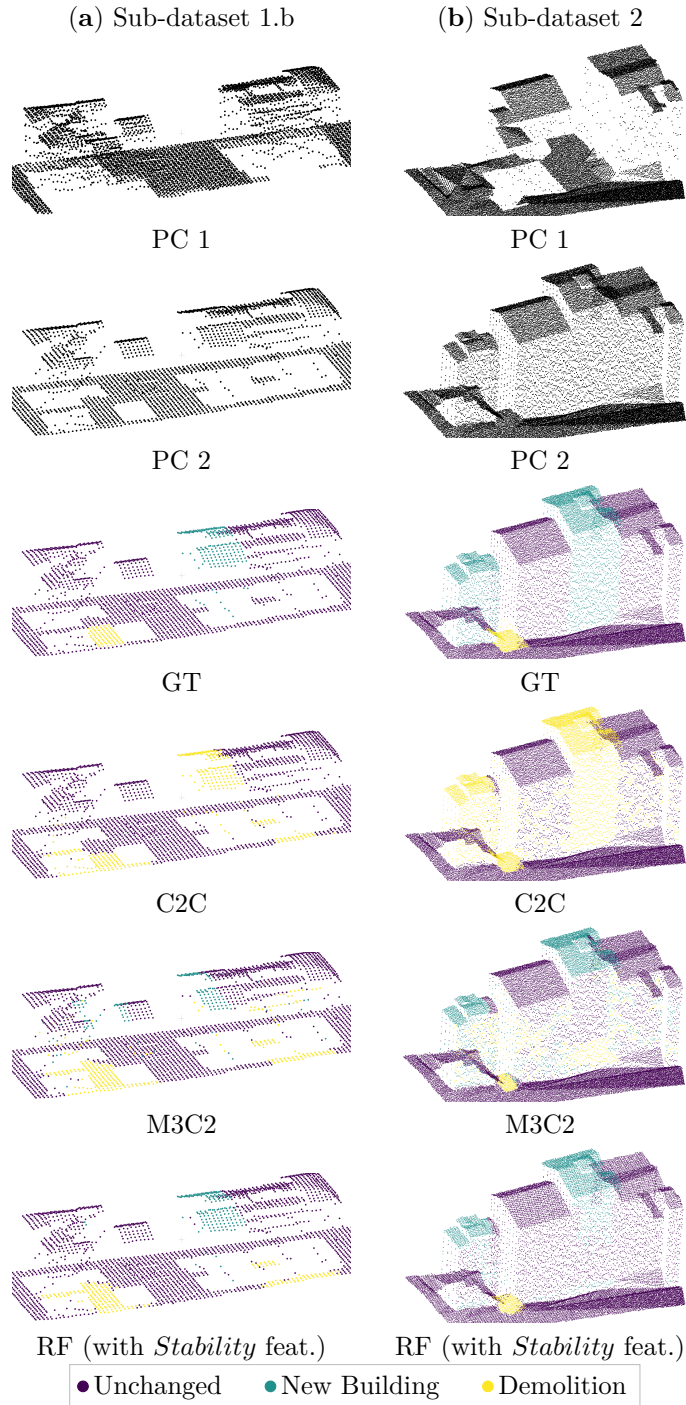 (a) Sub-dataset 1.b (b) Sub-dataset 2
PC 1 PC 1
PC 2 PC 2
GT GT
C2C C2C
M3C2 M3C2
RF (with Stability feat.) RF (with Stability feat.)
Unchanged New Building Demolition